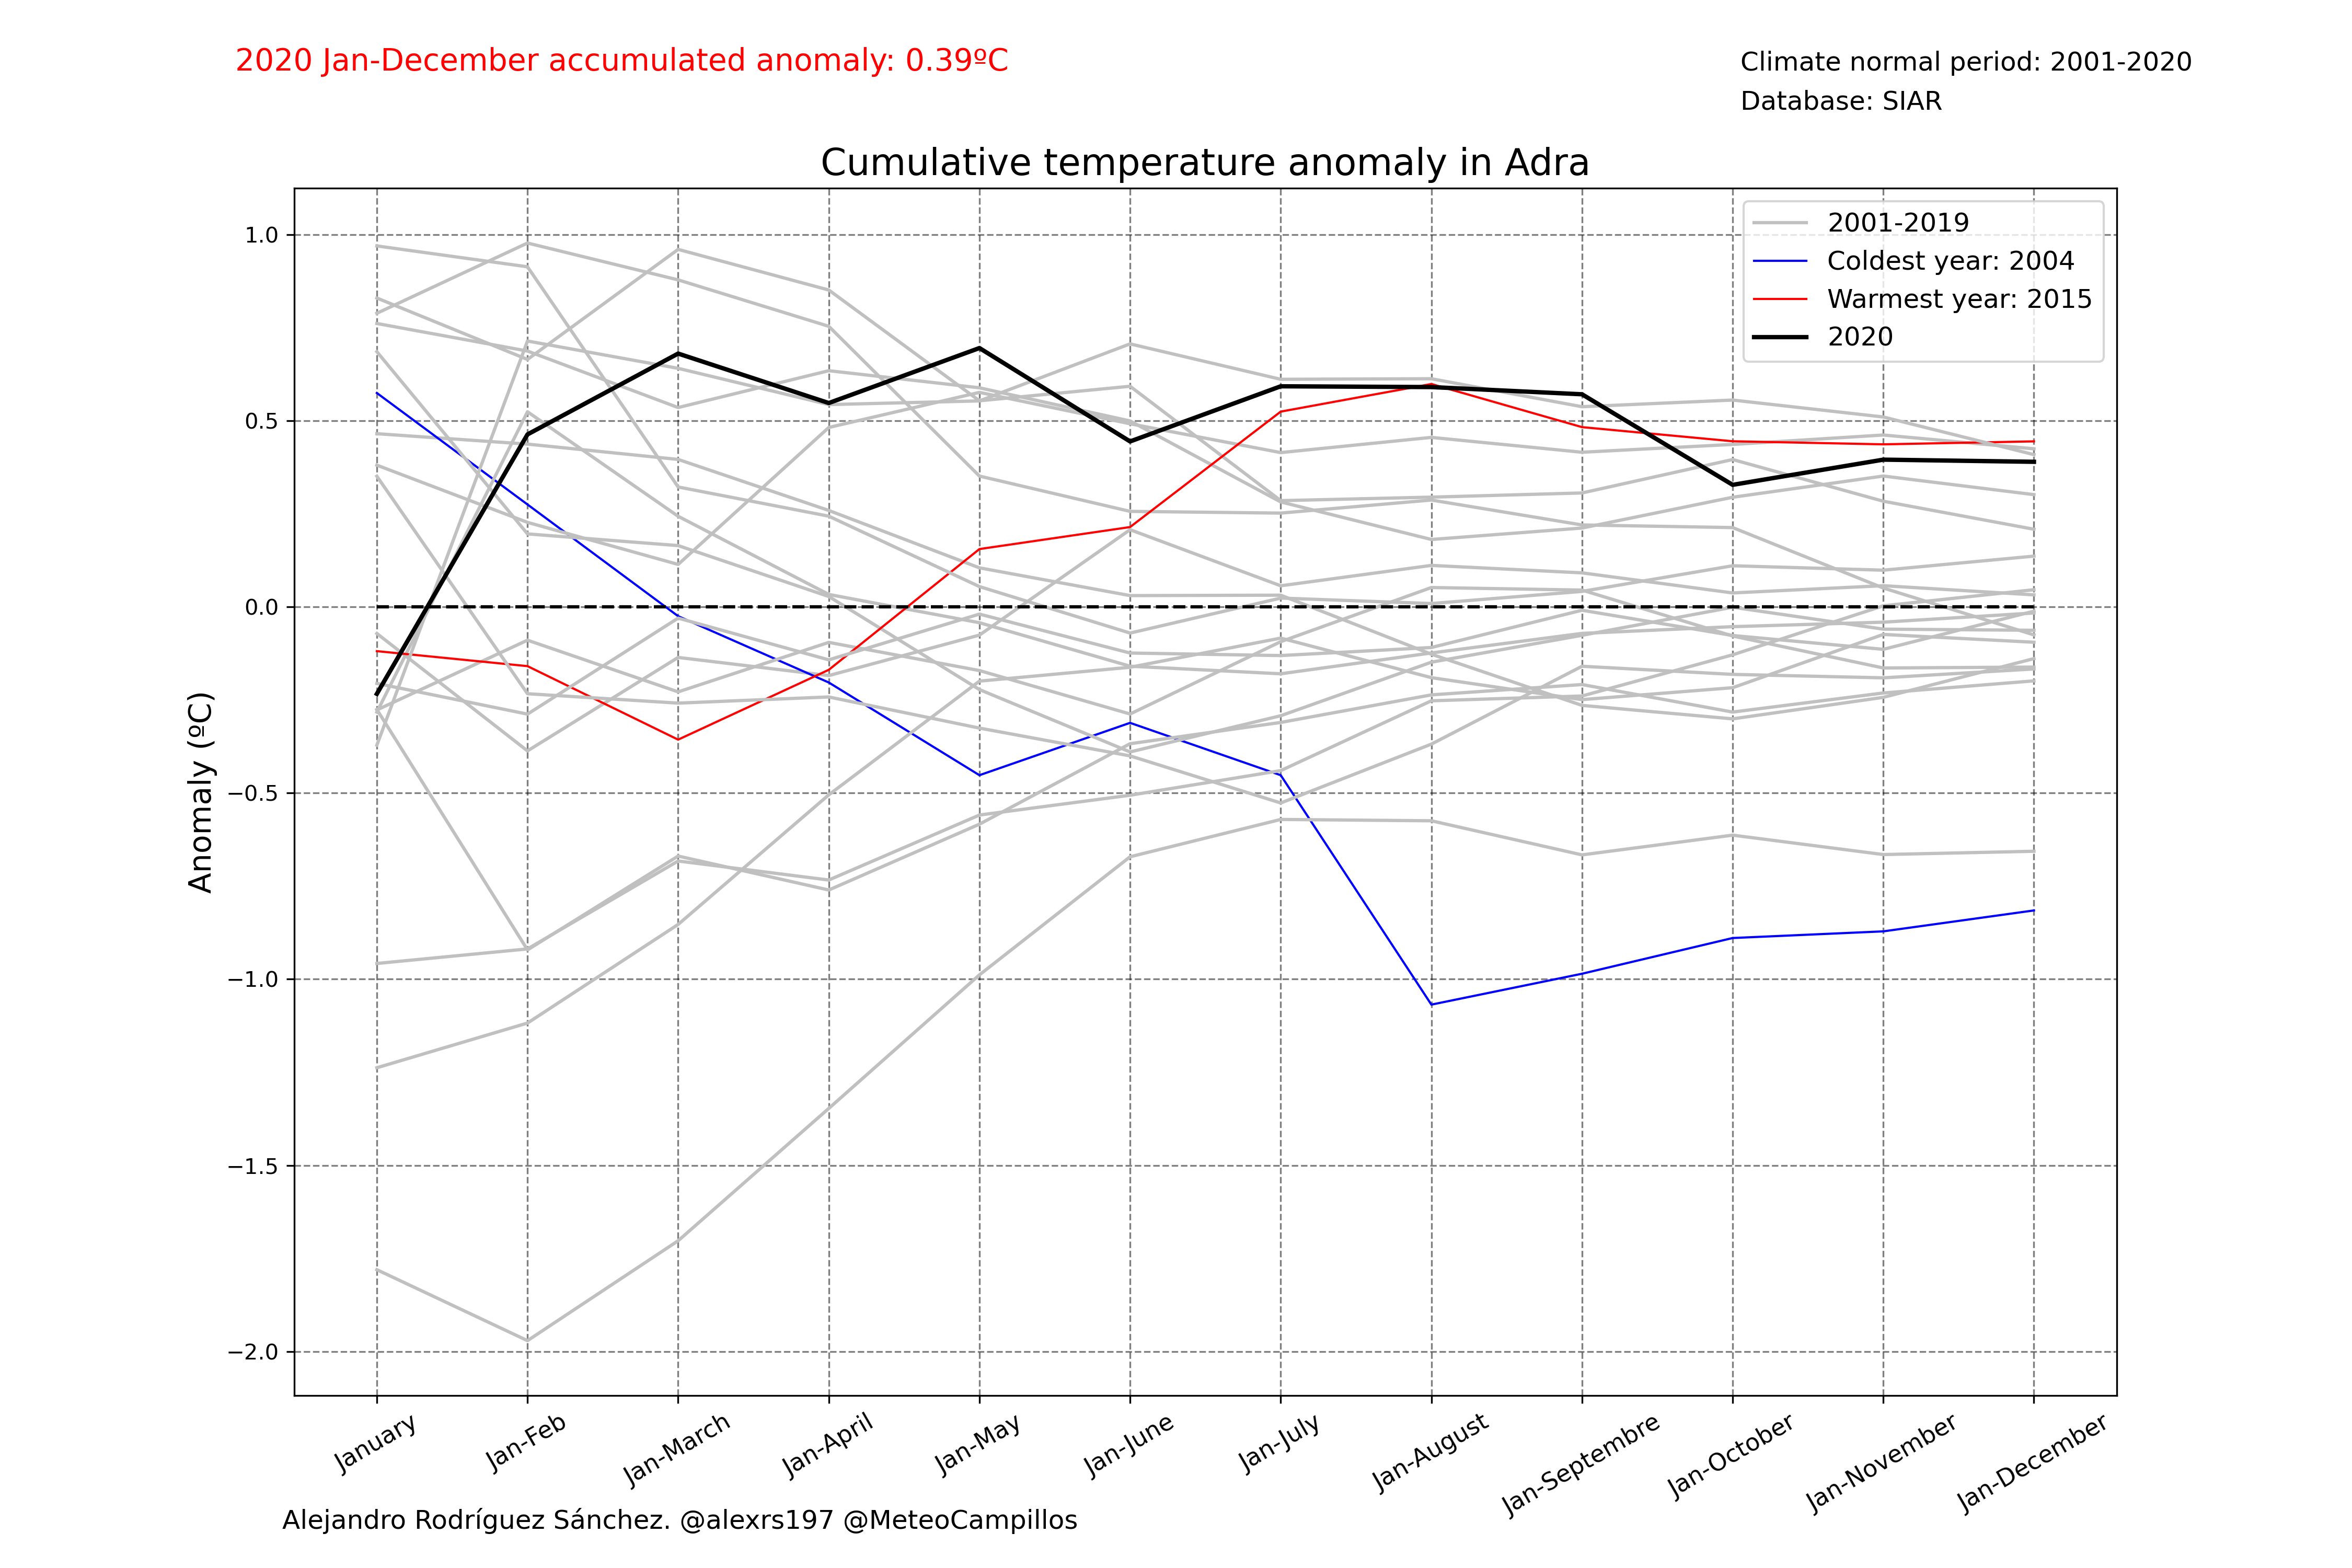 2020 Jan-December accumulated anomaly: 0.39ºC
Climate normal period: 2001-2020
Database: SIAR
Cumulative temperature anomaly in Adra
2001-2019
Coldest year: 2004
Warmest year: 2015
2020
Anomaly (ºC)
1.0
0.5
0.0
−0.5
−1.0
−1.5
−2.0
January
Jan-Feb
Jan-March
Jan-April
Jan-May
Jan-June
Jan-July
Jan-August
Jan-Septembre
Jan-October
Jan-November
Jan-December
Alejandro Rodríguez Sánchez. @alexrs197 @MeteoCampillos